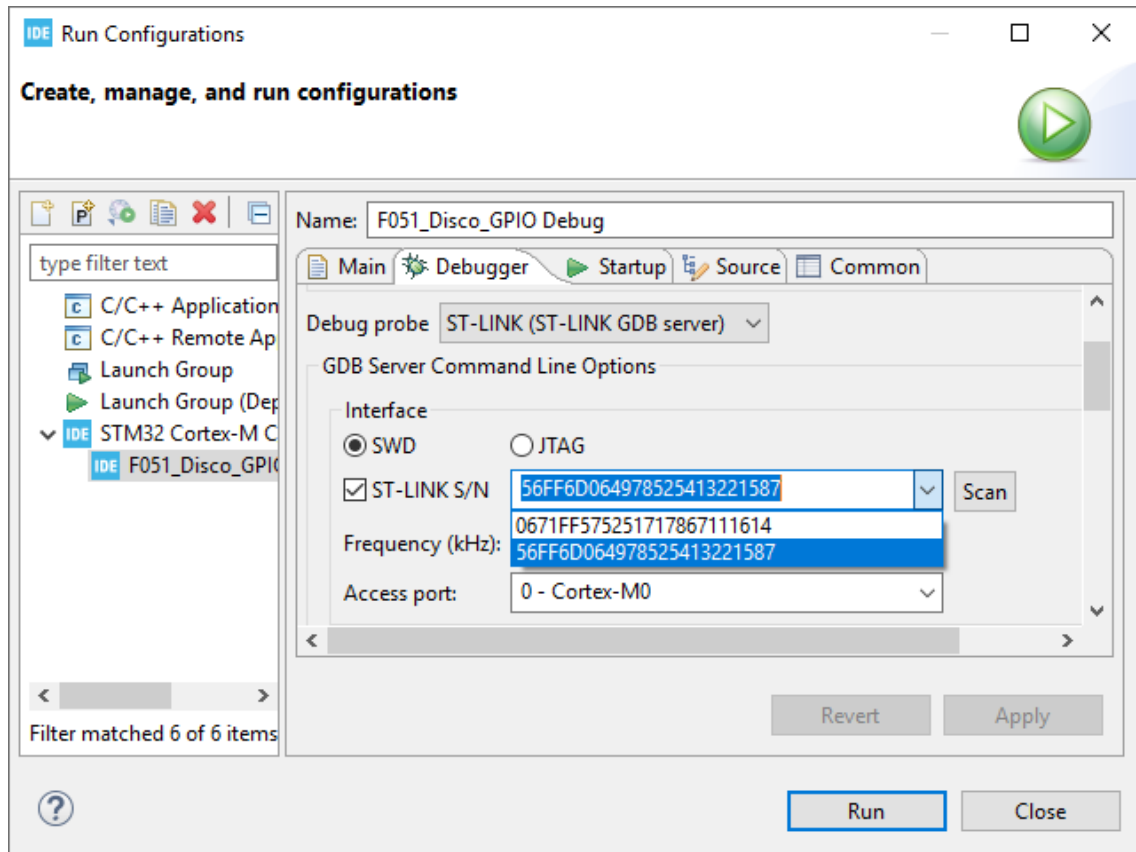 IDE Run Configurations
Create, manage, and run configurations
Name: F051_Disco_GPIO Debug
type filter text
Main Debugger Startup Source Common
C/C++ Application
C/C++ Remote Ap
Launch Group
Launch Group (Dep
IDE STM32 Cortex-M C
IDE F051_Disco_GPI
Debug probe ST-LINK (ST-LINK GDB server)
GDB Server Command Line Options
Interface
SWD JTAG
ST-LINK S/N 56FF6D064978525413221587 Scan
0671FF575251717867111614
Frequency (kHz): 56FF6D064978525413221587
Access port: 0 - Cortex-M0
Filter matched 6 of 6 items
Revert Apply
Run Close